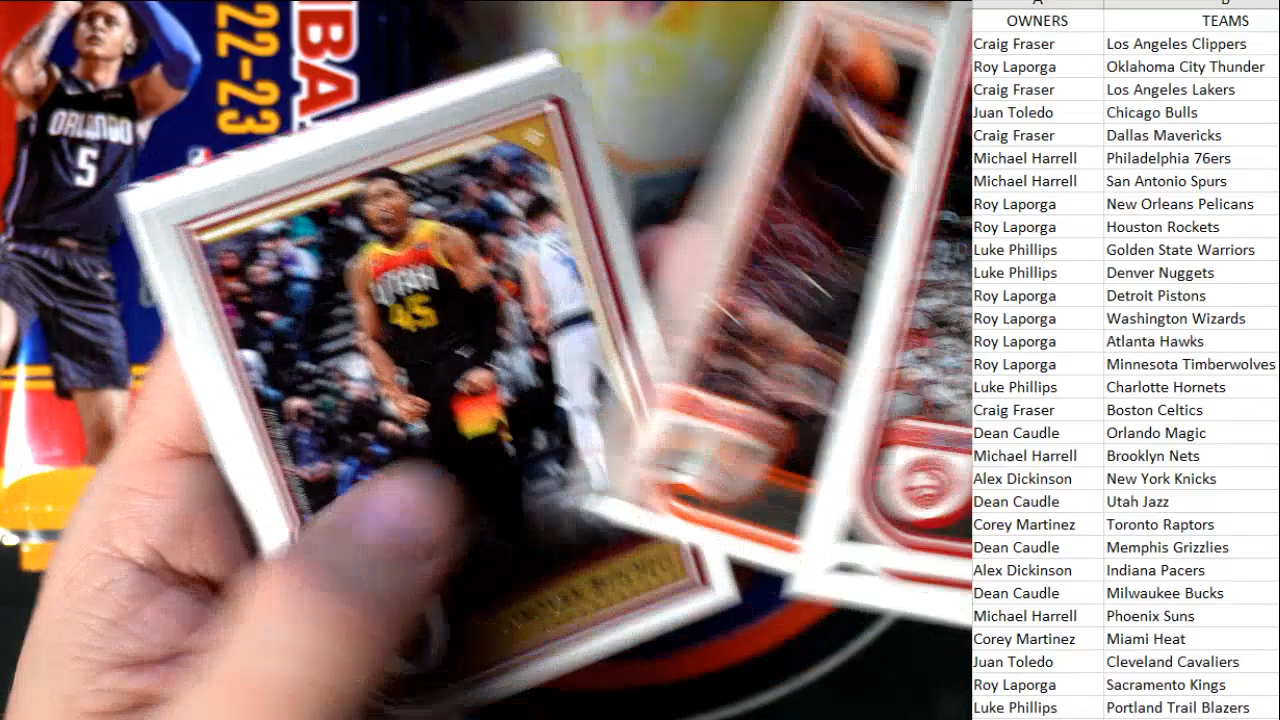 ORLANDO
5
22-23
NBA
UTAH
45
OWNERS TEAMS
Craig Fraser Los Angeles Clippers
Roy Laporga Oklahoma City Thunder
Craig Fraser Los Angeles Lakers
Juan Toledo Chicago Bulls
Craig Fraser Dallas Mavericks
Michael Harrell Philadelphia 76ers
Michael Harrell San Antonio Spurs
Roy Laporga New Orleans Pelicans
Roy Laporga Houston Rockets
Luke Phillips Golden State Warriors
Luke Phillips Denver Nuggets
Roy Laporga Detroit Pistons
Roy Laporga Washington Wizards
Roy Laporga Atlanta Hawks
Roy Laporga Minnesota Timberwolves
Luke Phillips Charlotte Hornets
Craig Fraser Boston Celtics
Dean Caudle Orlando Magic
Michael Harrell Brooklyn Nets
Alex Dickinson New York Knicks
Dean Caudle Utah Jazz
Corey Martinez Toronto Raptors
Dean Caudle Memphis Grizzlies
Alex Dickinson Indiana Pacers
Dean Caudle Milwaukee Bucks
Michael Harrell Phoenix Suns
Corey Martinez Miami Heat
Juan Toledo Cleveland Cavaliers
Roy Laporga Sacramento Kings
Luke Phillips Portland Trail Blazers